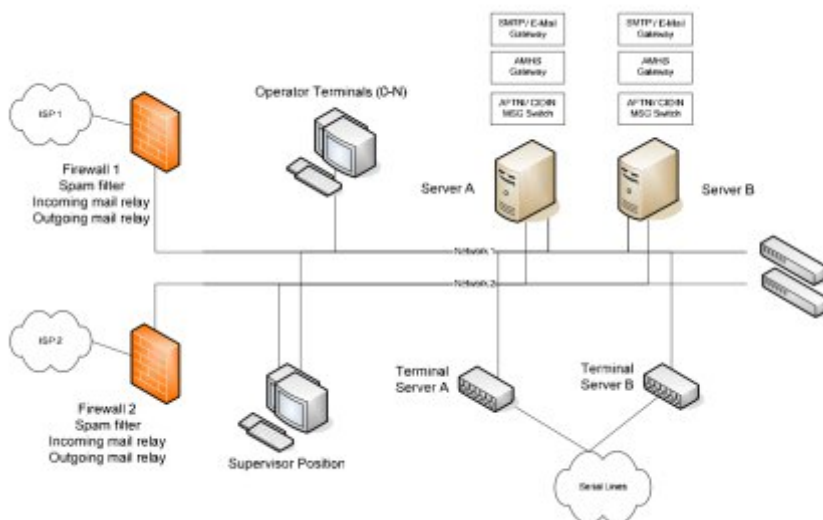 SMTP/ E-Mail
Gateway
SMTP/ E-Mail
Gateway
AMHS
Gateway
AMHS
Gateway
AFTN/ CIDIN
MSG Switch
AFTN/ CIDIN
MSG Switch
Operator Terminals (0-N)
ISP 1
Firewall 1
Spam filter
Incoming mail relay
Outgoing mail relay
Server A
Server B
Network 1
Network 2
ISP 2
Firewall 2
Spam filter
Incoming mail relay
Outgoing mail relay
Terminal
Server A
Terminal
Server B
Supervisor Position
Serial Lines